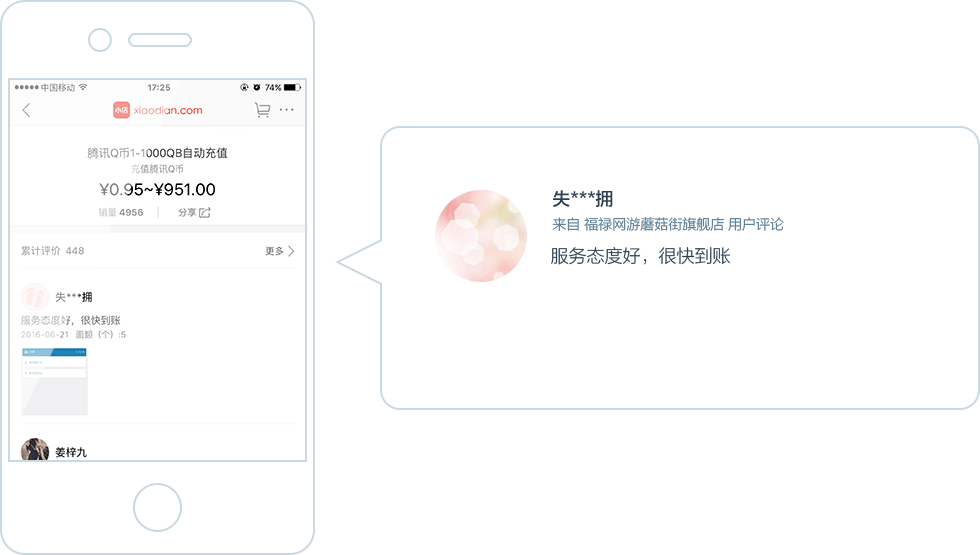 中国移动
17:25
74%
小店 xiaodian.com
腾讯Q币1-1000QB自动充值
充值腾讯Q币
¥0.95~¥951.00
销量 4956 分享
累计评价 448 更多
失***拥
服务态度好，很快到账
2016-06-21 面额（个）:5
姜梓九
失***拥
来自 福禄网游蘑菇街旗舰店 用户评论
服务态度好，很快到账